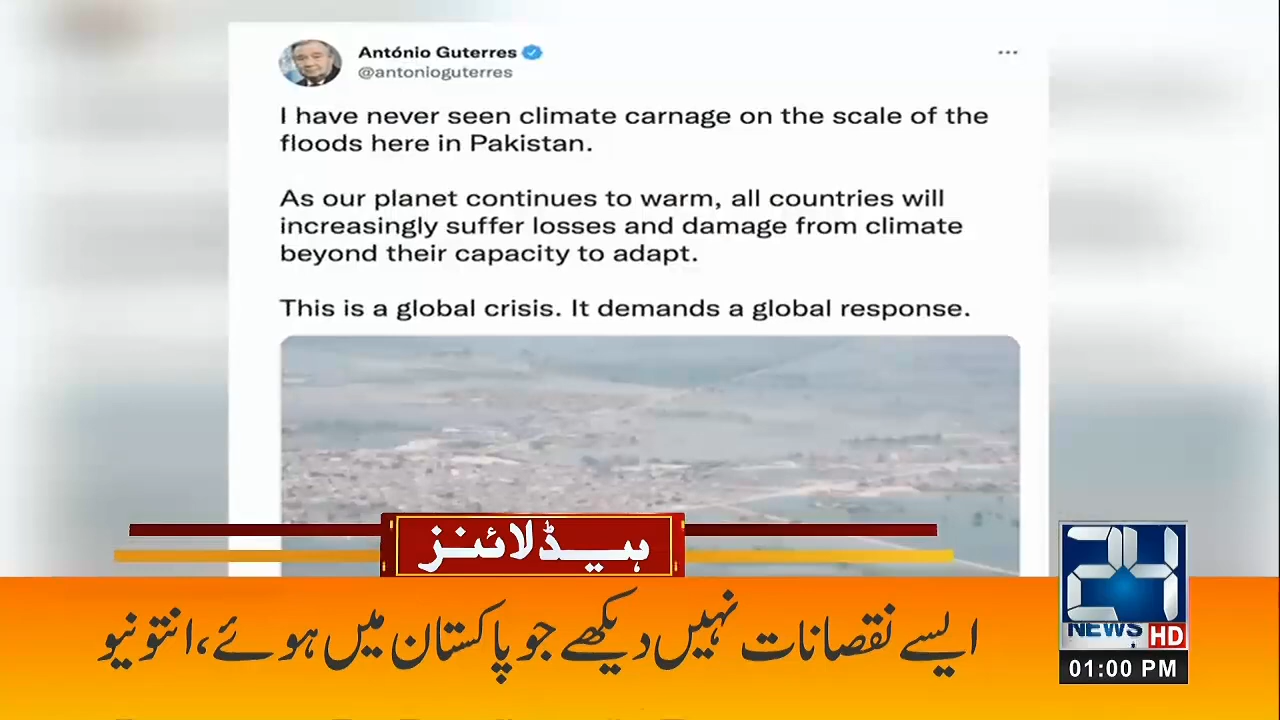 António Guterres
@antonioguterres
I have never seen climate carnage on the scale of the
floods here in Pakistan.
As our planet continues to warm, all countries will
increasingly suffer losses and damage from climate
beyond their capacity to adapt.
This is a global crisis. It demands a global response.
ہیڈلائنز
ایسے نقصانات نہیں دیکھے جو پاکستان میں ہوئے، انتونیو
24
NEWS HD
01:00 PM